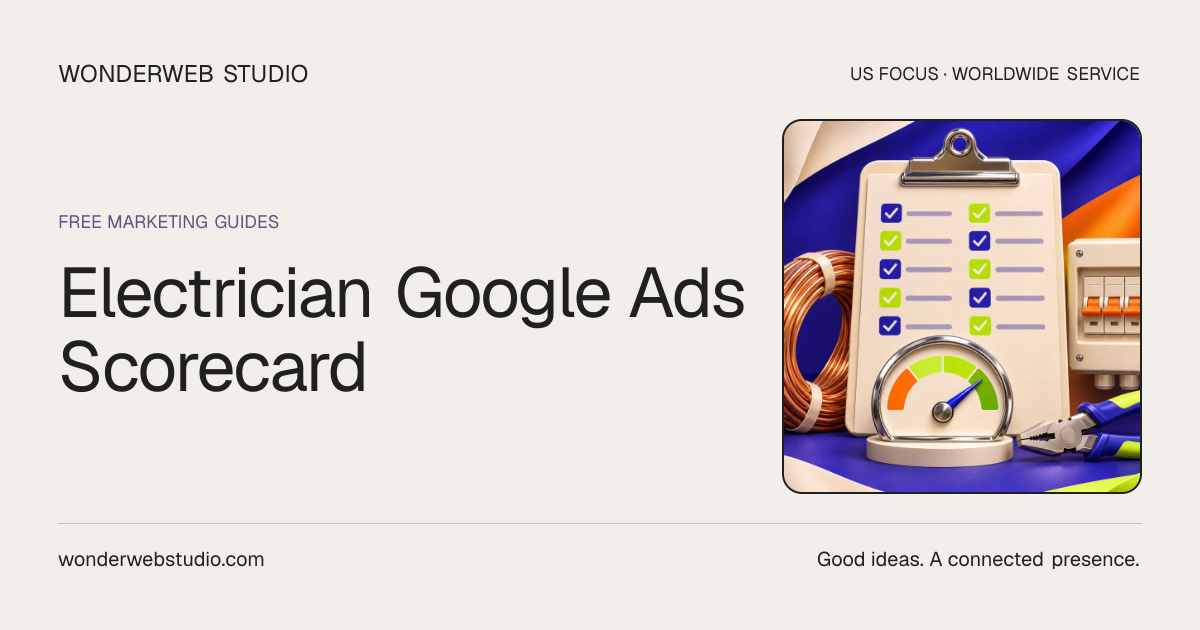 WONDERWEB STUDIO
US FOCUS · WORLDWIDE SERVICE
FREE MARKETING GUIDES
Electrician Google Ads
Scorecard
wonderwebstudio.com
Good ideas. A connected presence.